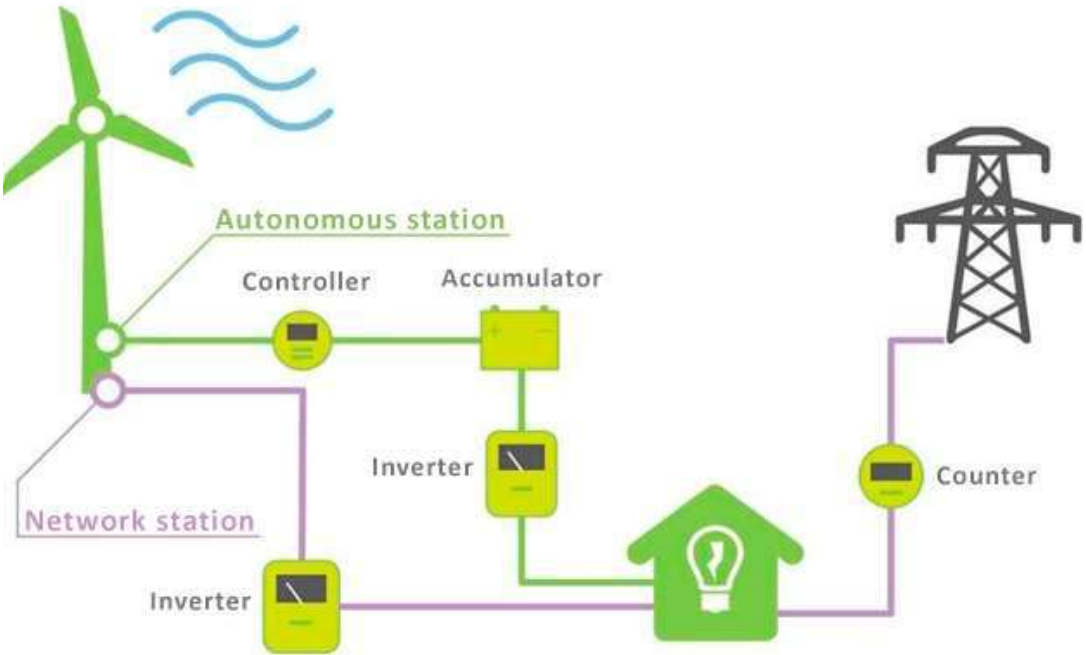 Autonomous station
Controller
Accumulator
+ −
Inverter
Counter
Network station
Inverter